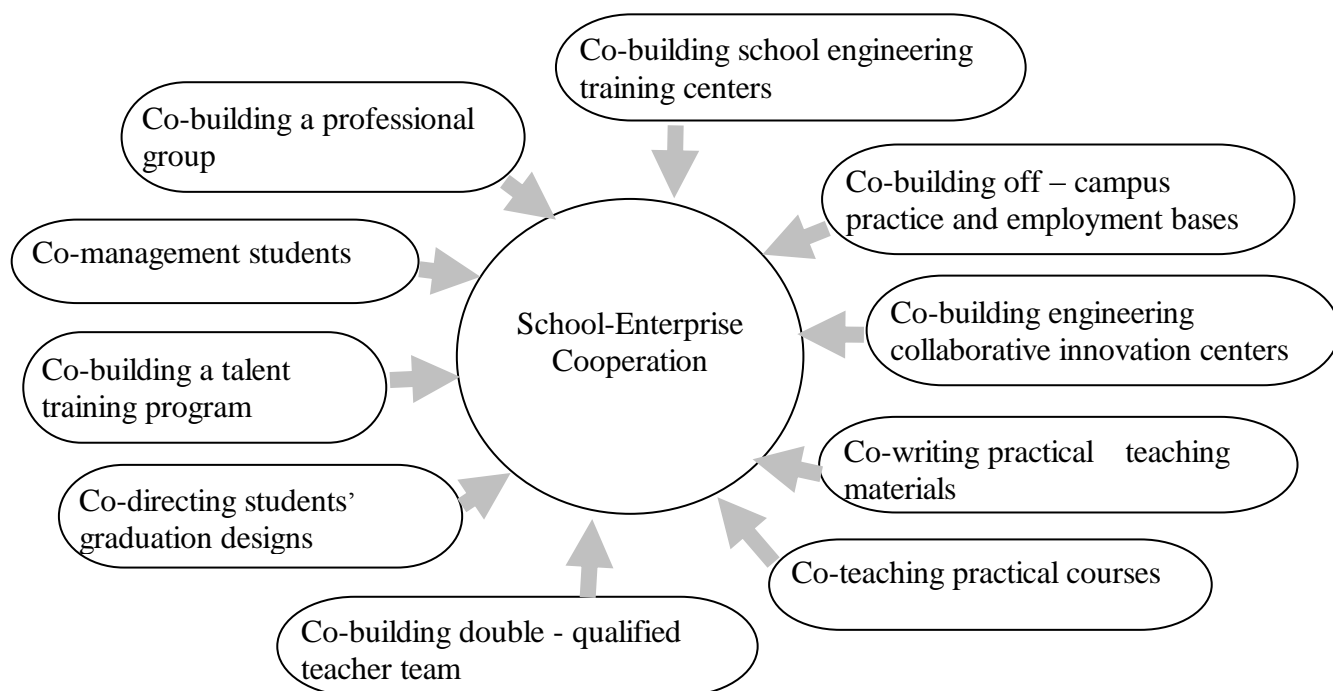 Co-building school engineering
training centers
Co-building a professional
group
Co-building off – campus
practice and employment bases
Co-management students
Co-building engineering
collaborative innovation centers
School-Enterprise
Cooperation
Co-building a talent
training program
Co-writing practical teaching
materials
Co-directing students’
graduation designs
Co-teaching practical courses
Co-building double - qualified
teacher team